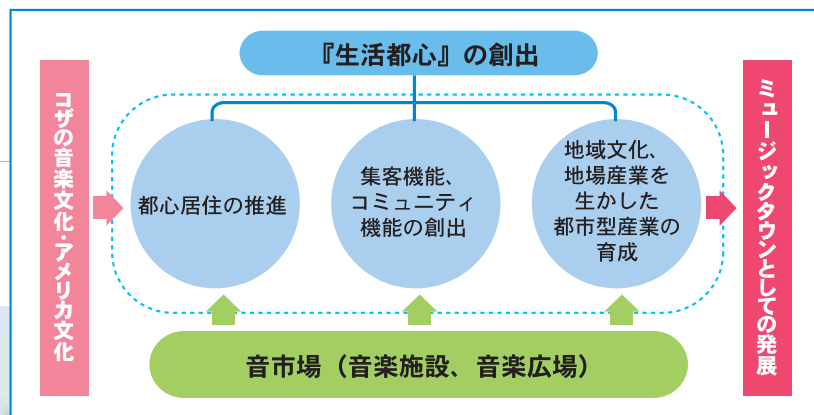 『生活都心』の創出
コザの音楽文化・アメリカ文化
都心居住の推進
集客機能、
コミュニティ
機能の創出
地域文化、
地場産業を
生かした
都市型産業の
育成
ミュージックタウンとしての発展
音市場（音楽施設、音楽広場）